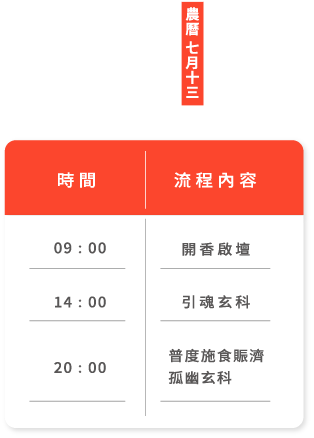 農曆 七月十三
時間 流程內容
09：00 開香啟壇
14：00 引魂玄科
20：00 普度施食賑濟
孤幽玄科